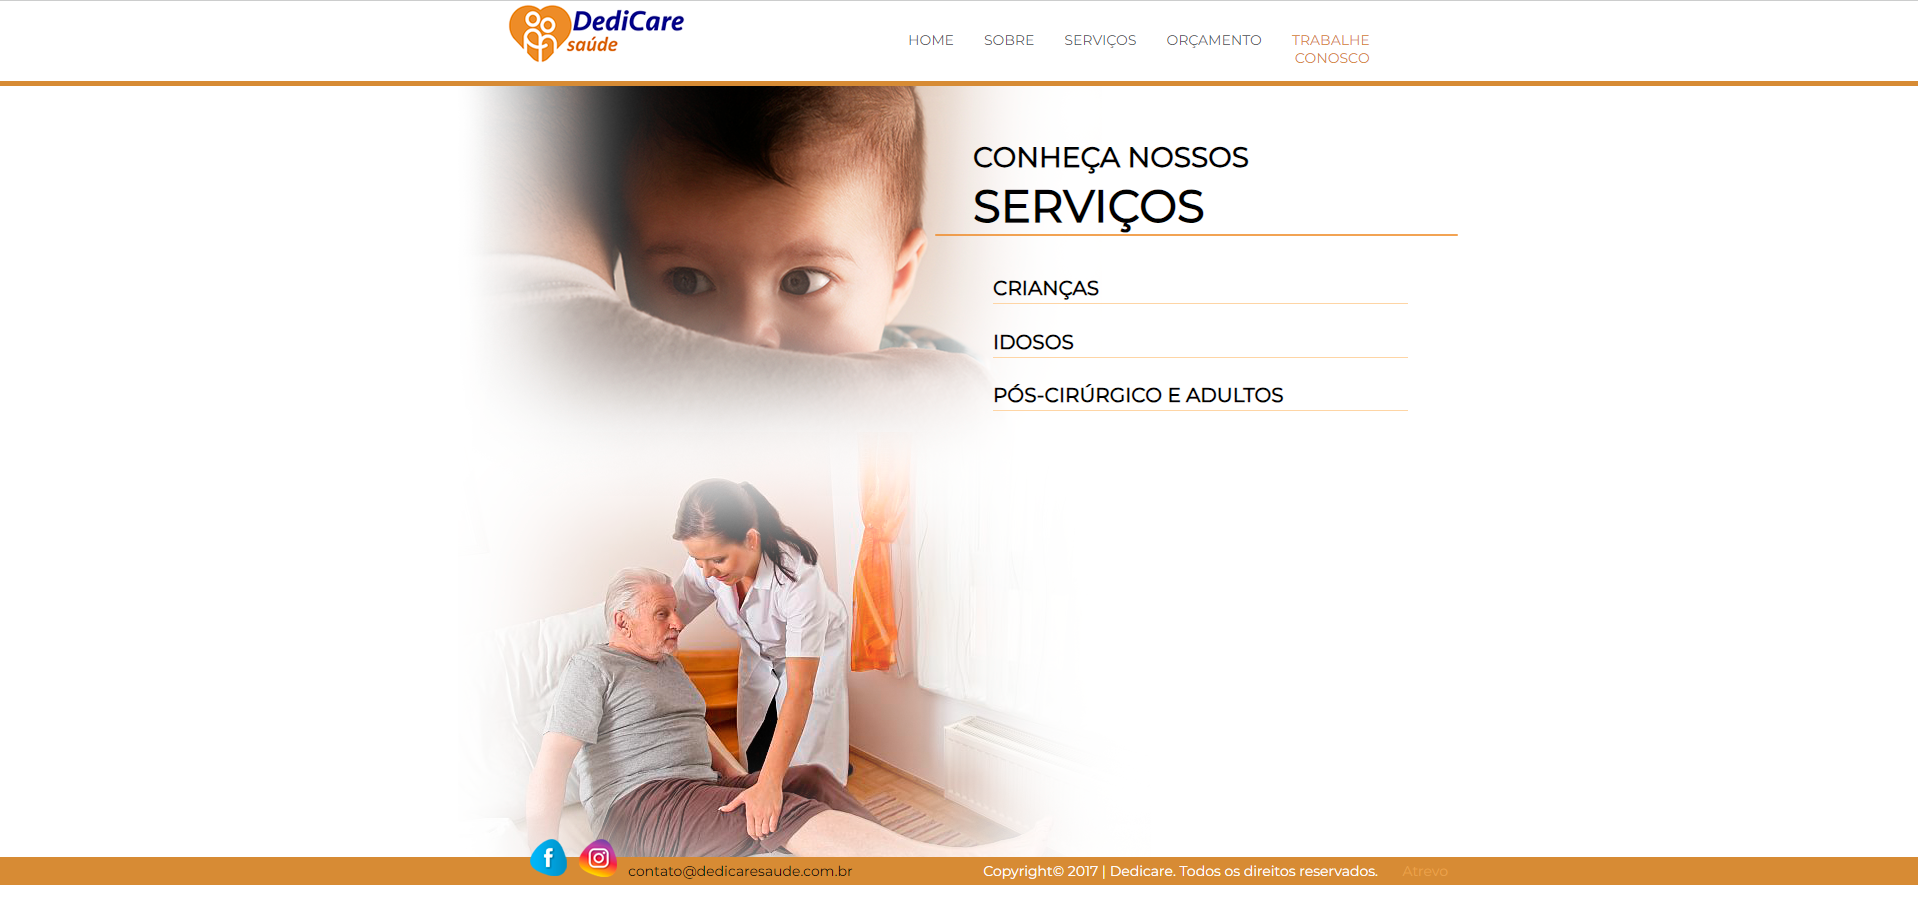 DediCare
saúde
HOME SOBRE SERVIÇOS ORÇAMENTO TRABALHE
CONOSCO
CONHEÇA NOSSOS
SERVIÇOS
CRIANÇAS
IDOSOS
PÓS-CIRÚRGICO E ADULTOS
contato@dedicaresaude.com.br Copyright© 2017 | Dedicare. Todos os direitos reservados. Atrevo